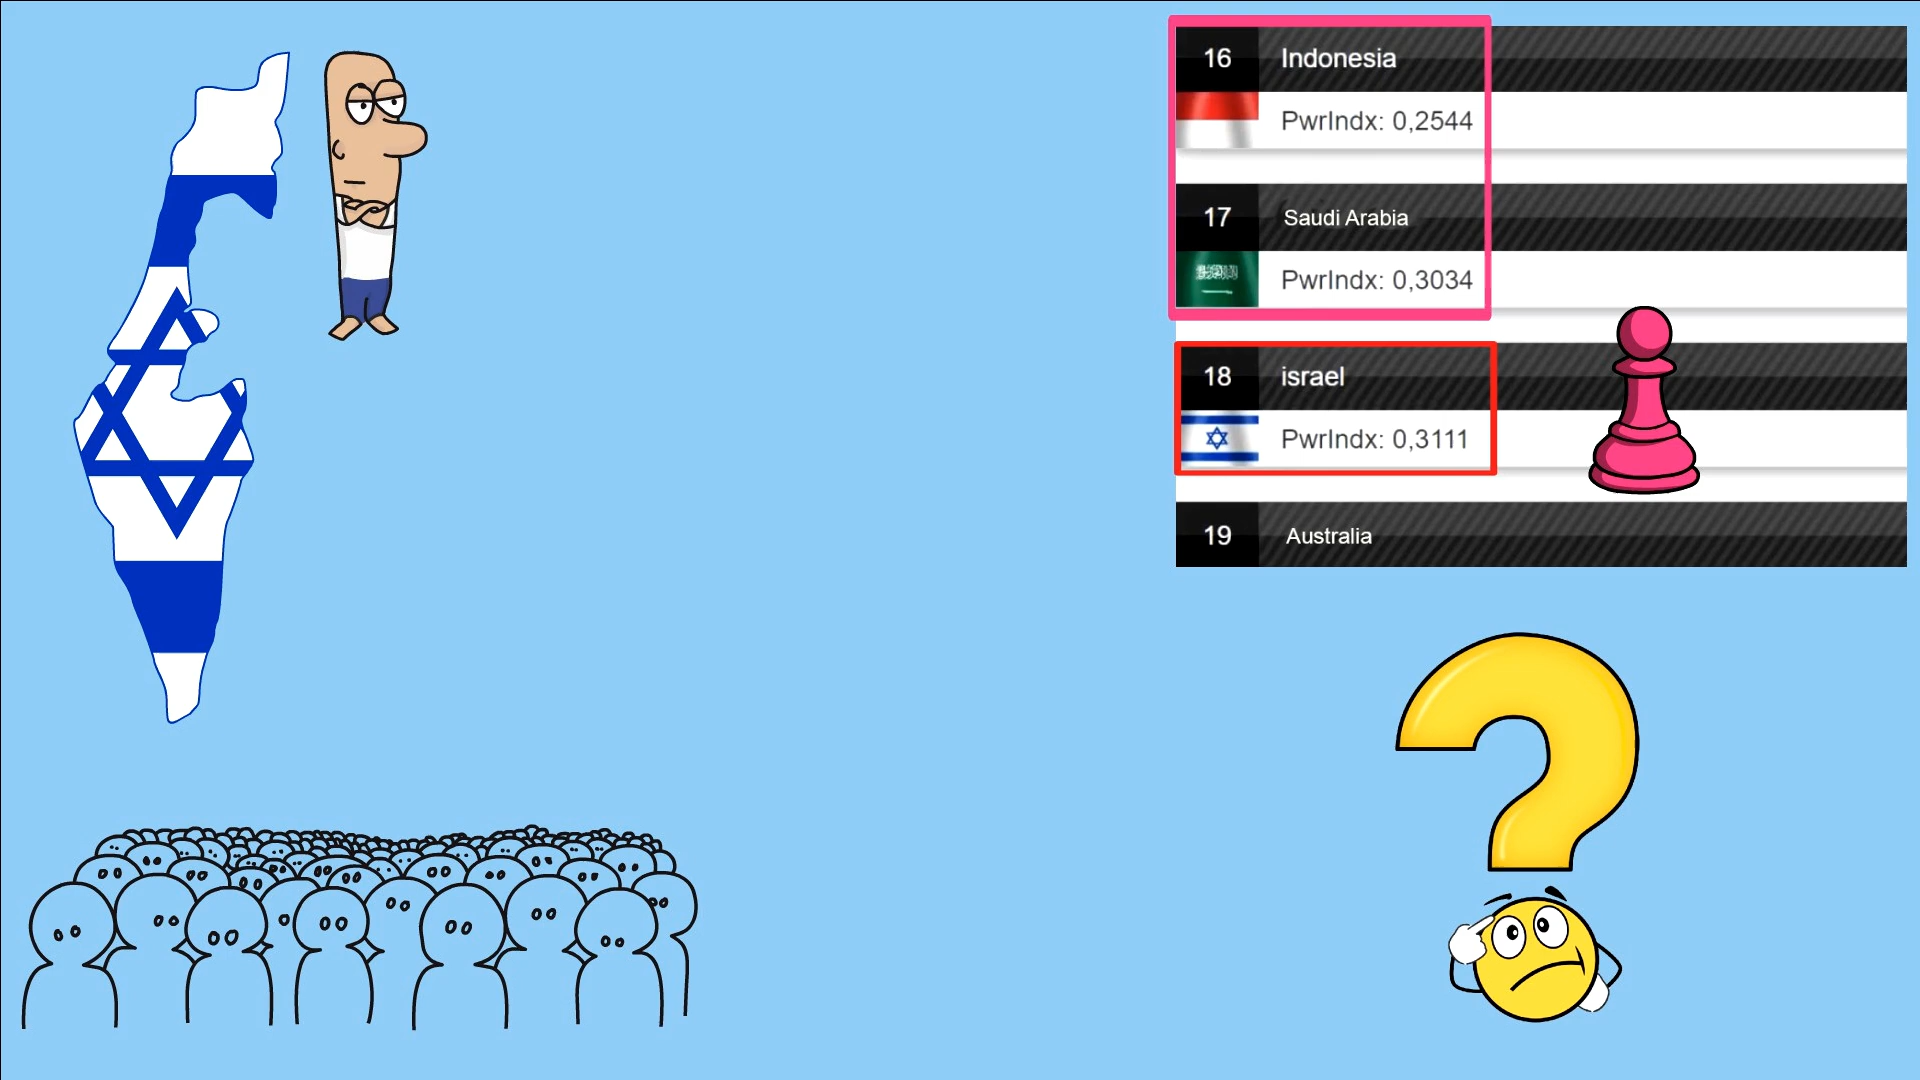 16 Indonesia
PwrIndx: 0,2544
17 Saudi Arabia
PwrIndx: 0,3034
18 israel
PwrIndx: 0,3111
19 Australia